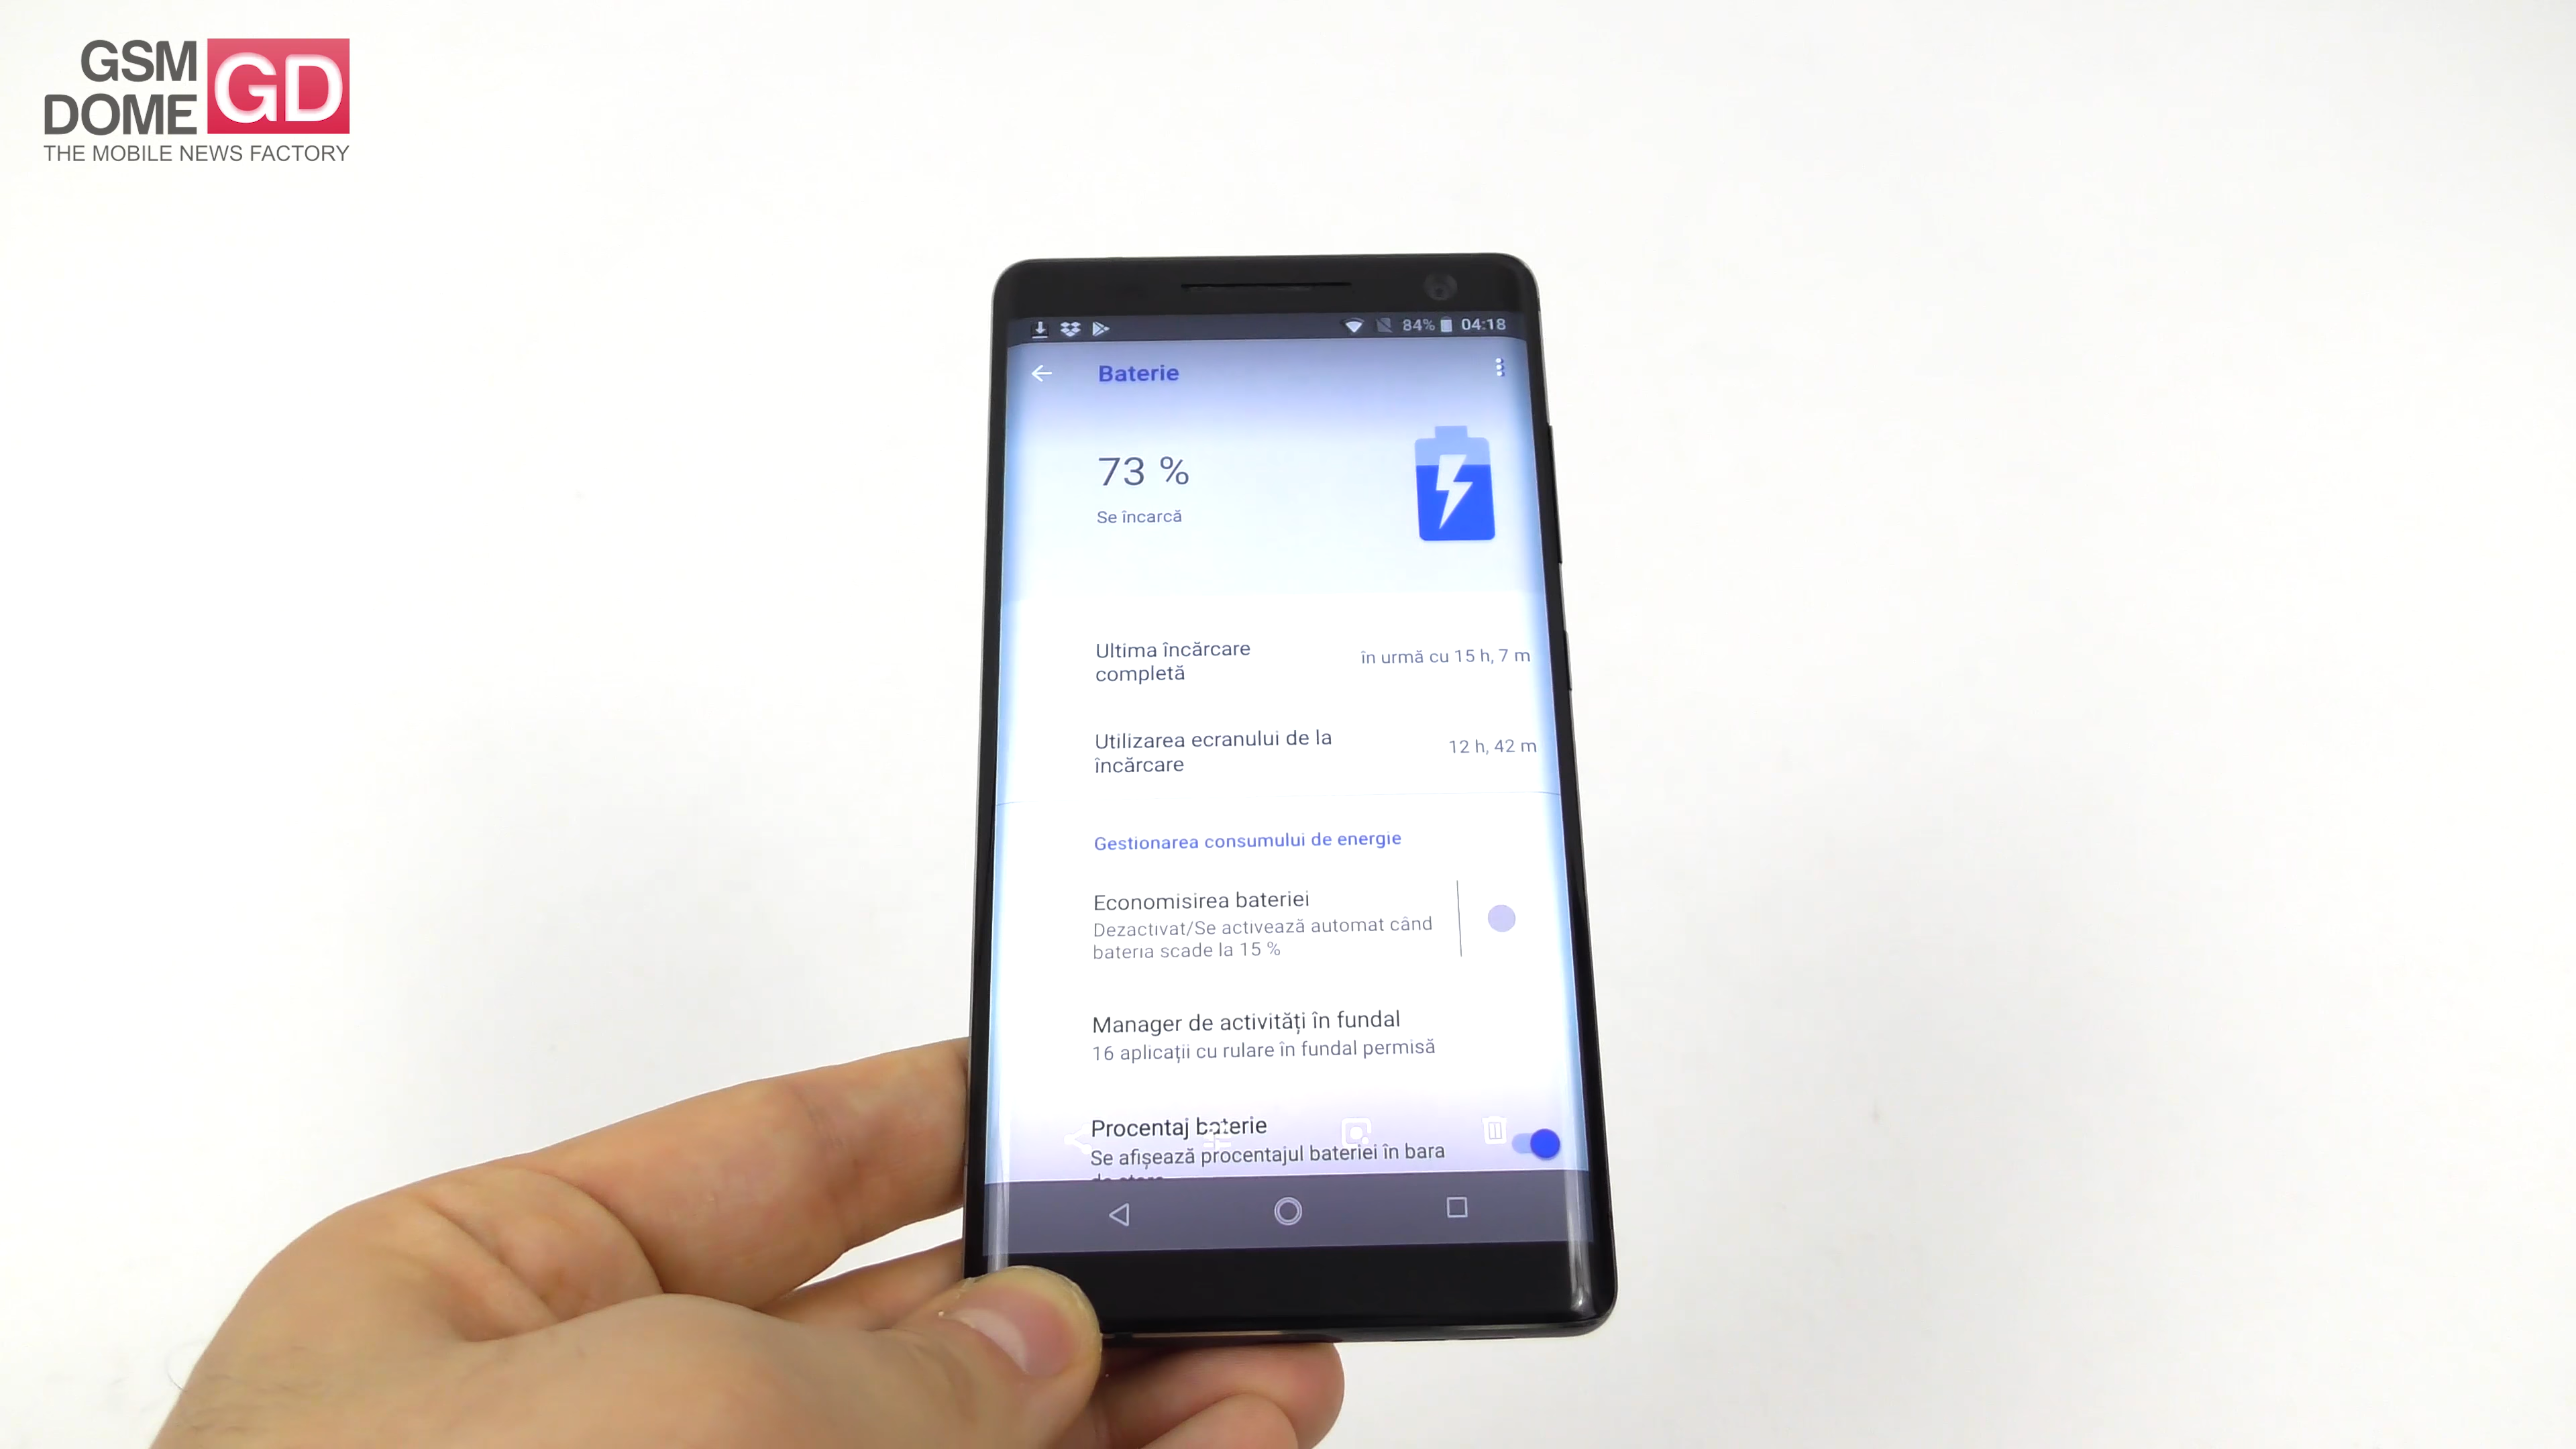 GSM
DOME
GD
THE MOBILE NEWS FACTORY
84% 04:18
Baterie
73 %
Se încarcă
Ultima încărcare
completă
în urmă cu 15 h, 7 m
Utilizarea ecranului de la
încărcare
12 h, 42 m
Gestionarea consumului de energie
Economisirea bateriei
Dezactivat/Se activează automat când
bateria scade la 15 %
Manager de activități în fundal
16 aplicații cu rulare în fundal permisă
Procentaj baterie
Se afișează procentajul bateriei în bara